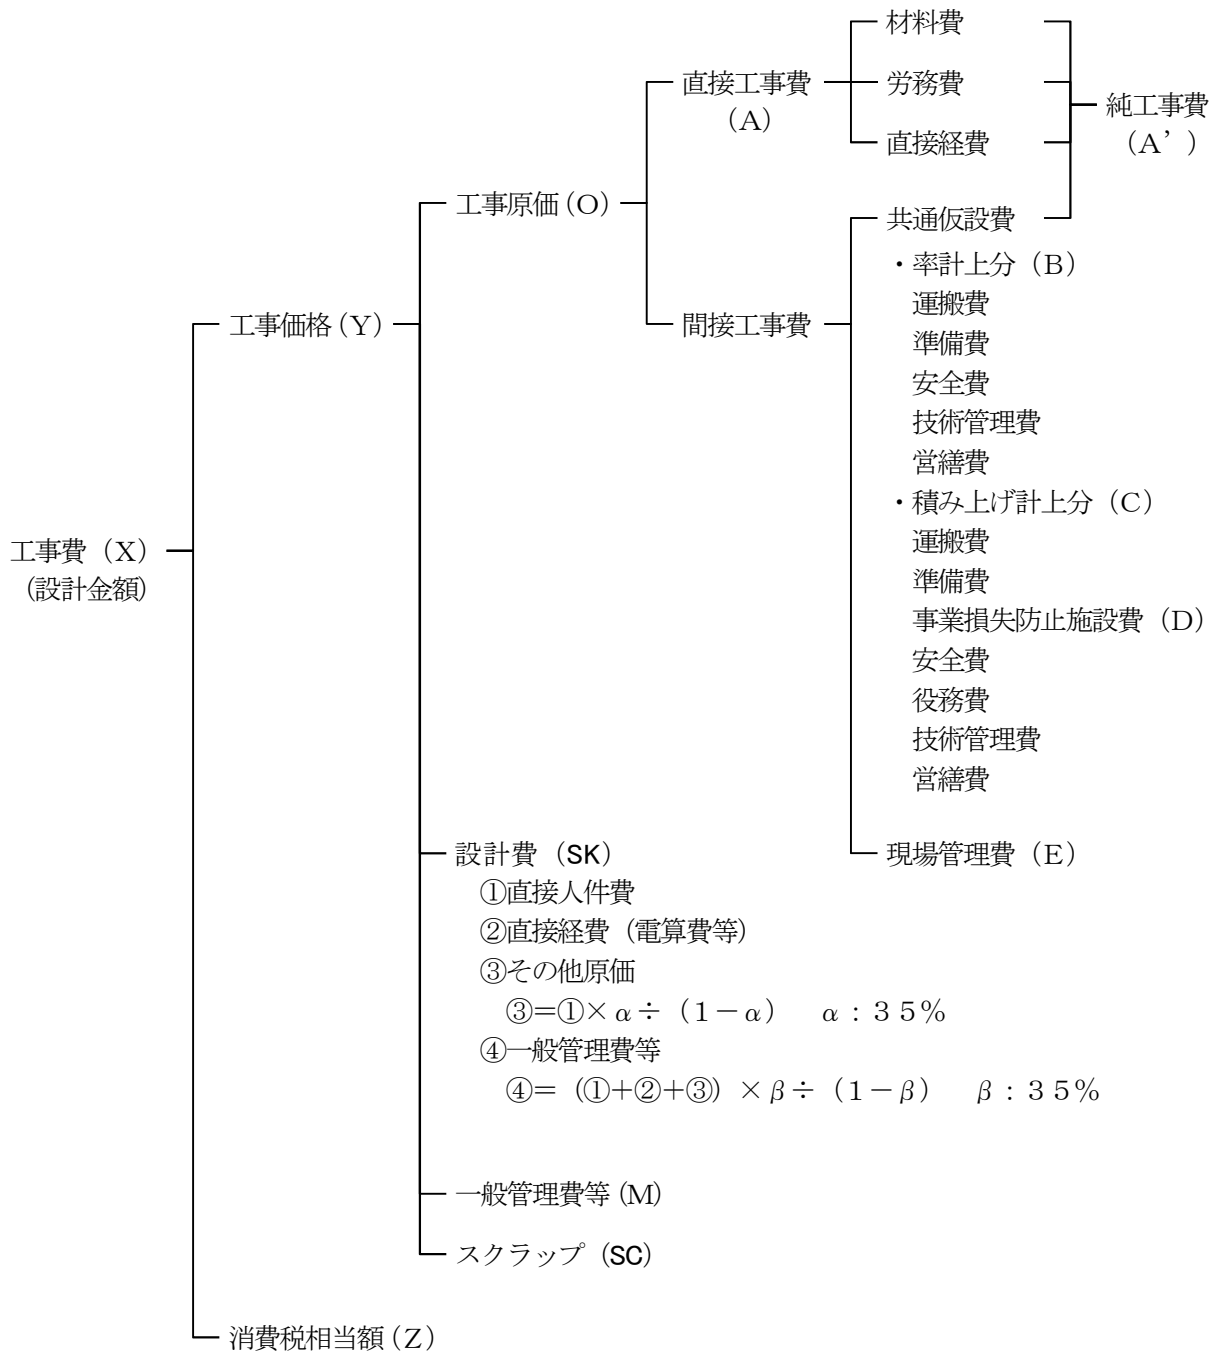 材料費
直接工事費
(A)
労務費
直接経費
純工事費
(A’)
工事原価(O)
共通仮設費
・率計上分(B)
運搬費
準備費
安全費
技術管理費
営繕費
工事価格(Y)
間接工事費
・積み上げ計上分(C)
運搬費
準備費
事業損失防止施設費(D)
安全費
役務費
技術管理費
営繕費
工事費(X)
(設計金額)
現場管理費(E)
設計費(SK)
①直接人件費
②直接経費(電算費等)
③その他原価
③=①×α÷(1-α) α:35%
④一般管理費等
④=(①+②+③)×β÷(1-β) β:35%
一般管理費等(M)
スクラップ(SC)
消費税相当額(Z)